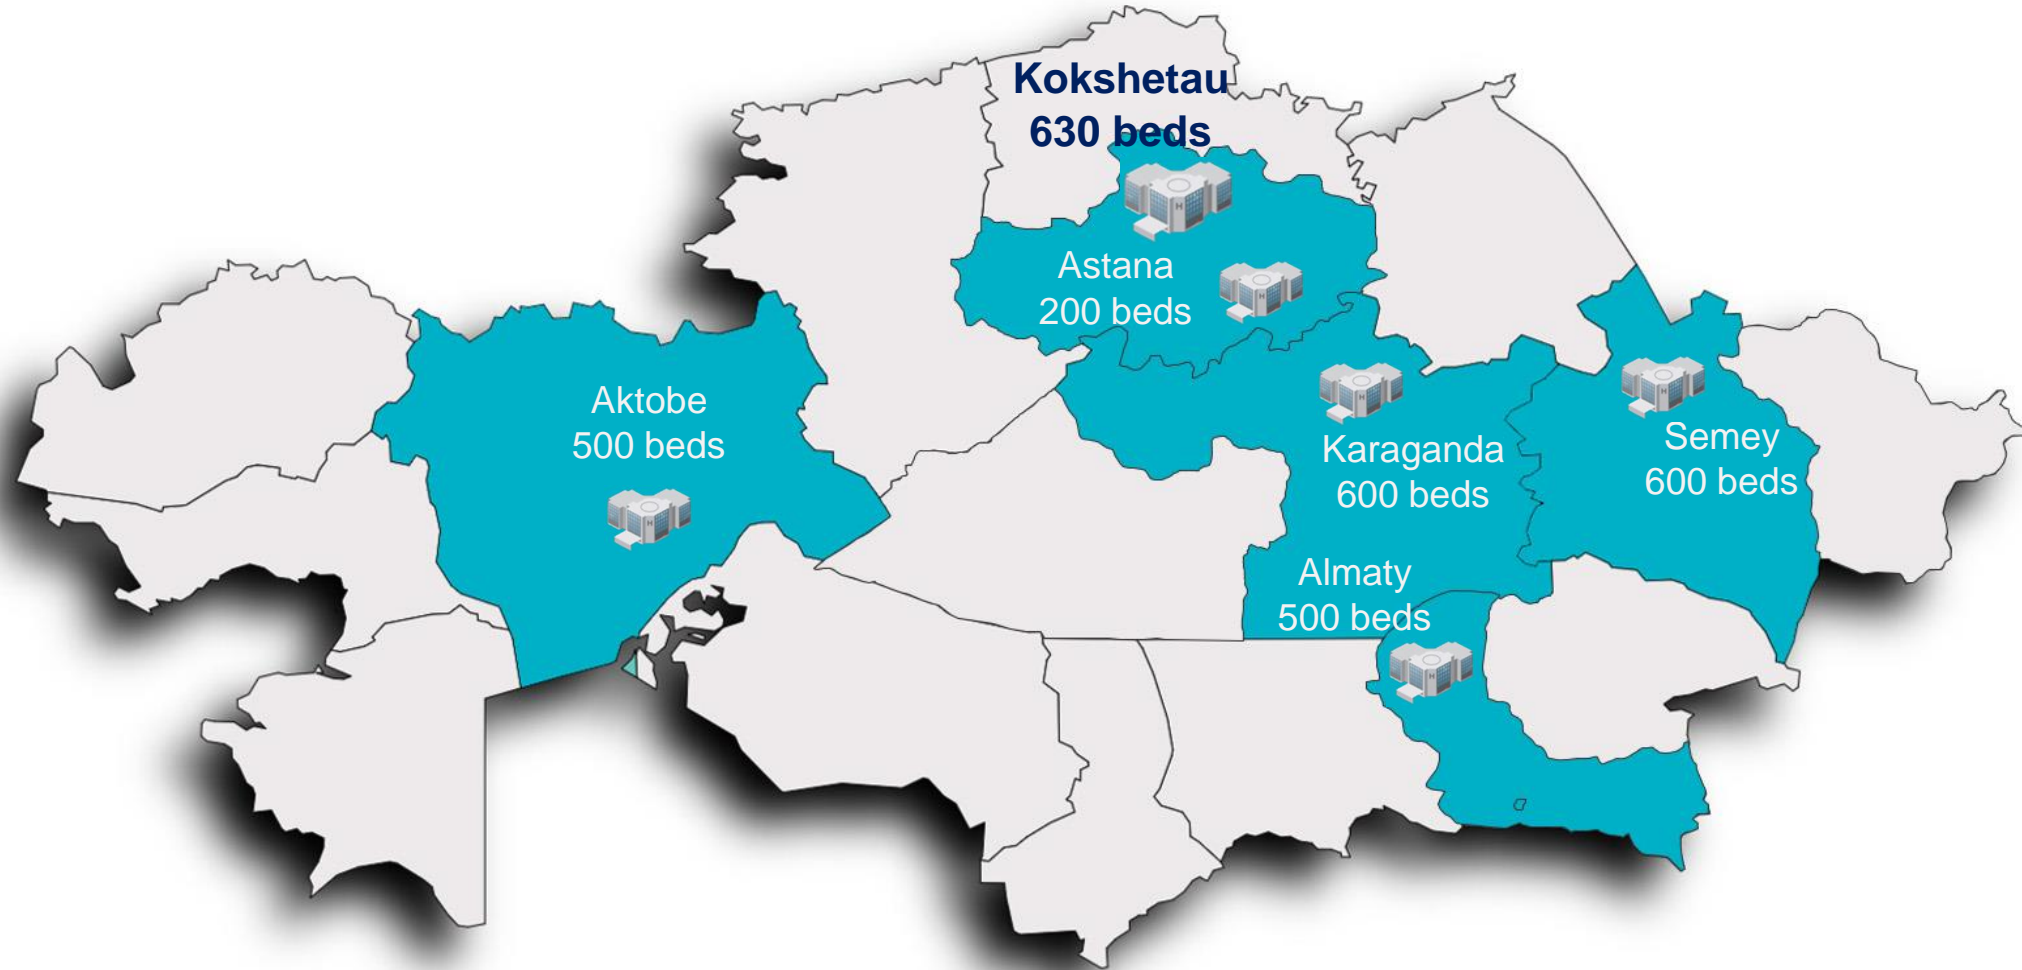 Kokshetau
630 beds
Astana
200 beds
Aktobe
500 beds
Karaganda
600 beds
Semey
600 beds
Almaty
500 beds
H
H
H
H
H
H